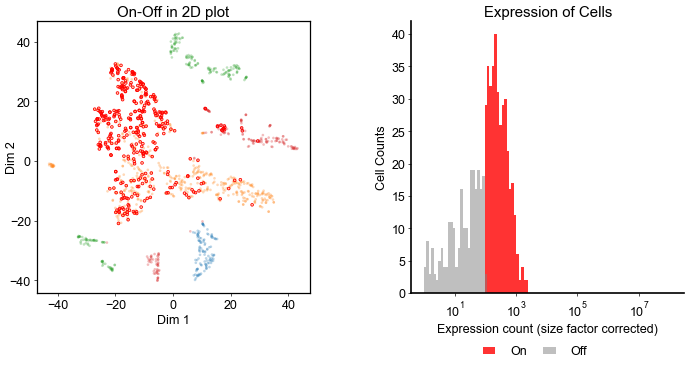 On-Off in 2D plot
40
20
0
−20
−40
Dim 2
−40 −20 0 20 40
Dim 1
Expression of Cells
40
35
30
25
20
15
10
5
0
Cell Counts
10^1 10^3 10^5 10^7
Expression count (size factor corrected)
On Off